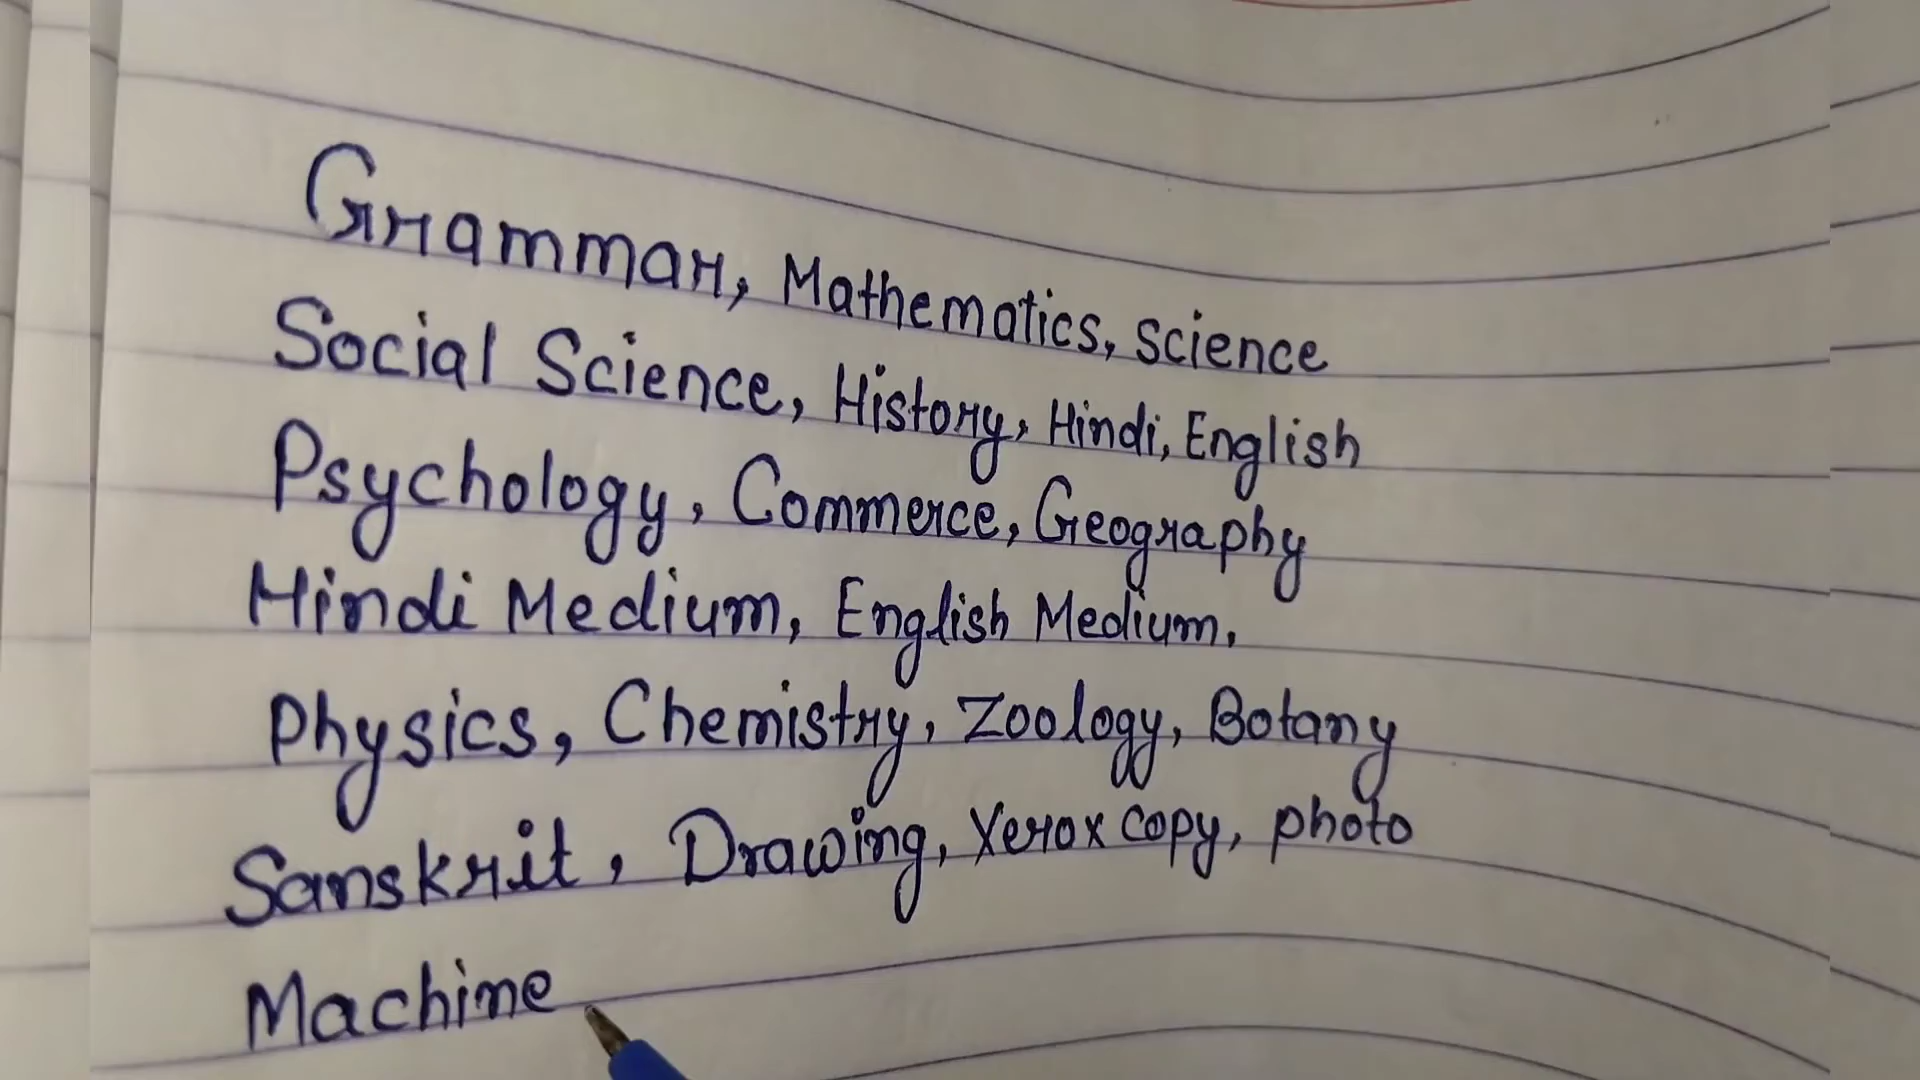 Grammar, Mathematics, science
Social Science, History, Hindi, English
Psychology, Commerce, Geography
Hindi Medium, English Medium,
Physics, Chemistry, Zoology, Botany
Sanskrit, Drawing, Xerox copy, photo
Machine